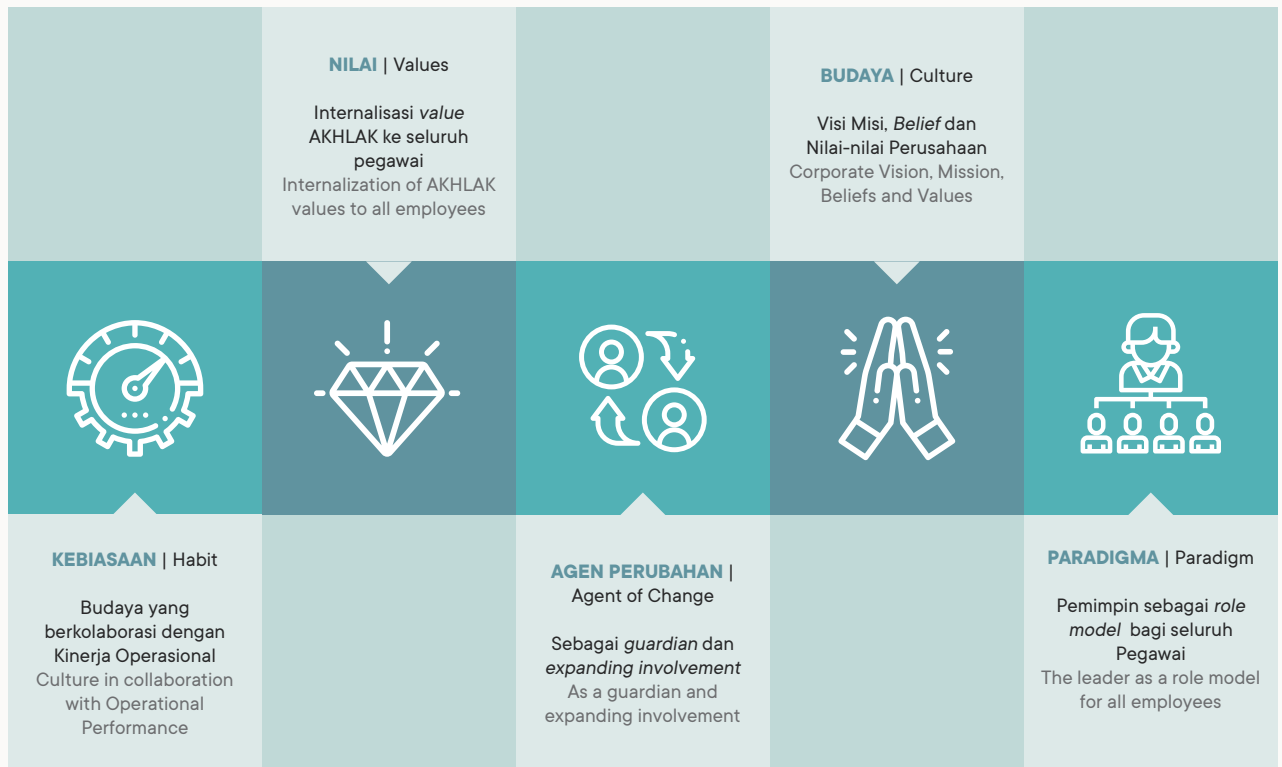 NILAI | Values
Internalisasi value
AKHLAK ke seluruh
pegawai
Internalization of AKHLAK
values to all employees
BUDAYA | Culture
Visi Misi, Belief dan
Nilai-nilai Perusahaan
Corporate Vision, Mission,
Beliefs and Values
KEBIASAAN | Habit
Budaya yang
berkolaborasi dengan
Kinerja Operasional
Culture in collaboration
with Operational
Performance
AGEN PERUBAHAN |
Agent of Change
Sebagai guardian dan
expanding involvement
As a guardian and
expanding involvement
PARADIGMA | Paradigm
Pemimpin sebagai role
model bagi seluruh
Pegawai
The leader as a role model
for all employees